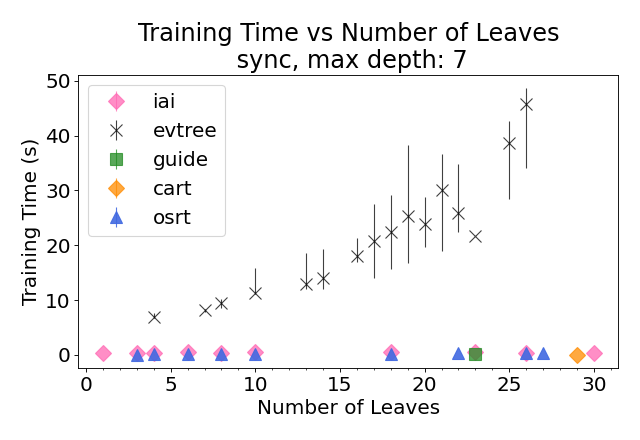 Training Time vs Number of Leaves
sync, max depth: 7
Training Time (s)
50
40
30
20
10
0
iai
evtree
guide
cart
osrt
0 5 10 15 20 25 30
Number of Leaves